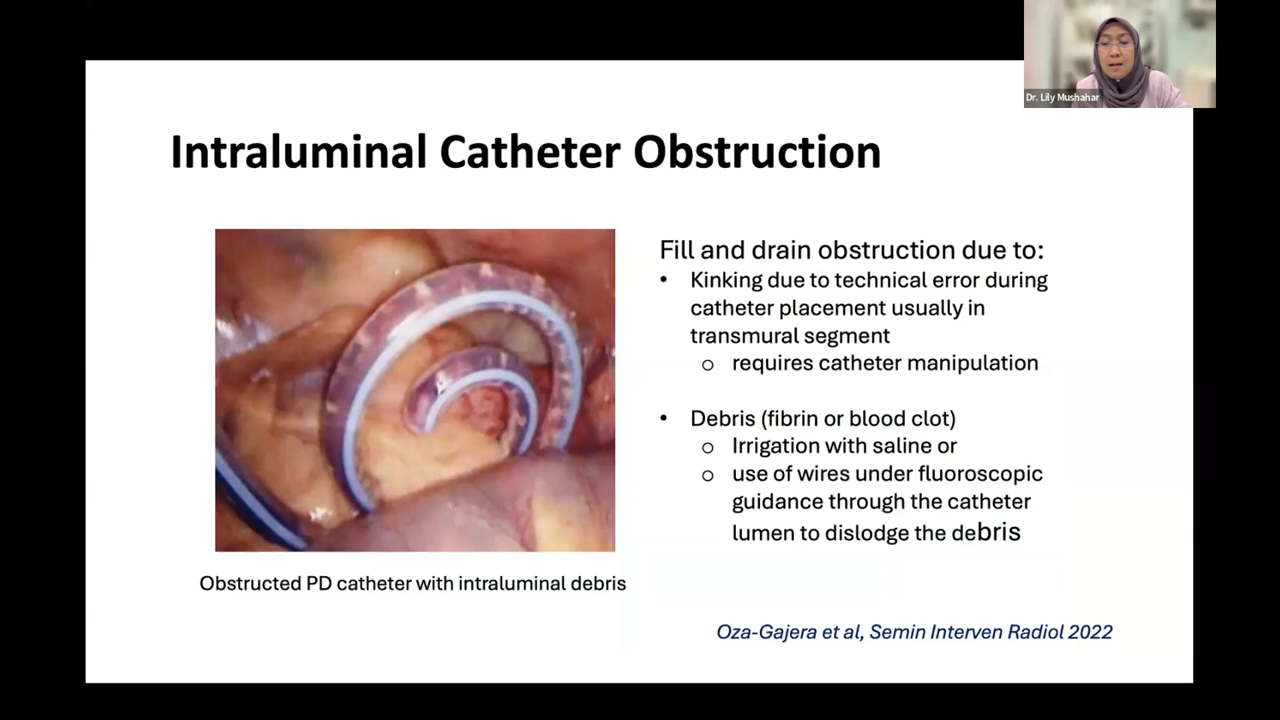 Dr. Lily Mushahar
Intraluminal Catheter Obstruction
Fill and drain obstruction due to:
• Kinking due to technical error during
catheter placement usually in
transmural segment
o requires catheter manipulation
• Debris (fibrin or blood clot)
o Irrigation with saline or
o use of wires under fluoroscopic
guidance through the catheter
lumen to dislodge the debris
Obstructed PD catheter with intraluminal debris
Oza-Gajera et al, Semin Interven Radiol 2022